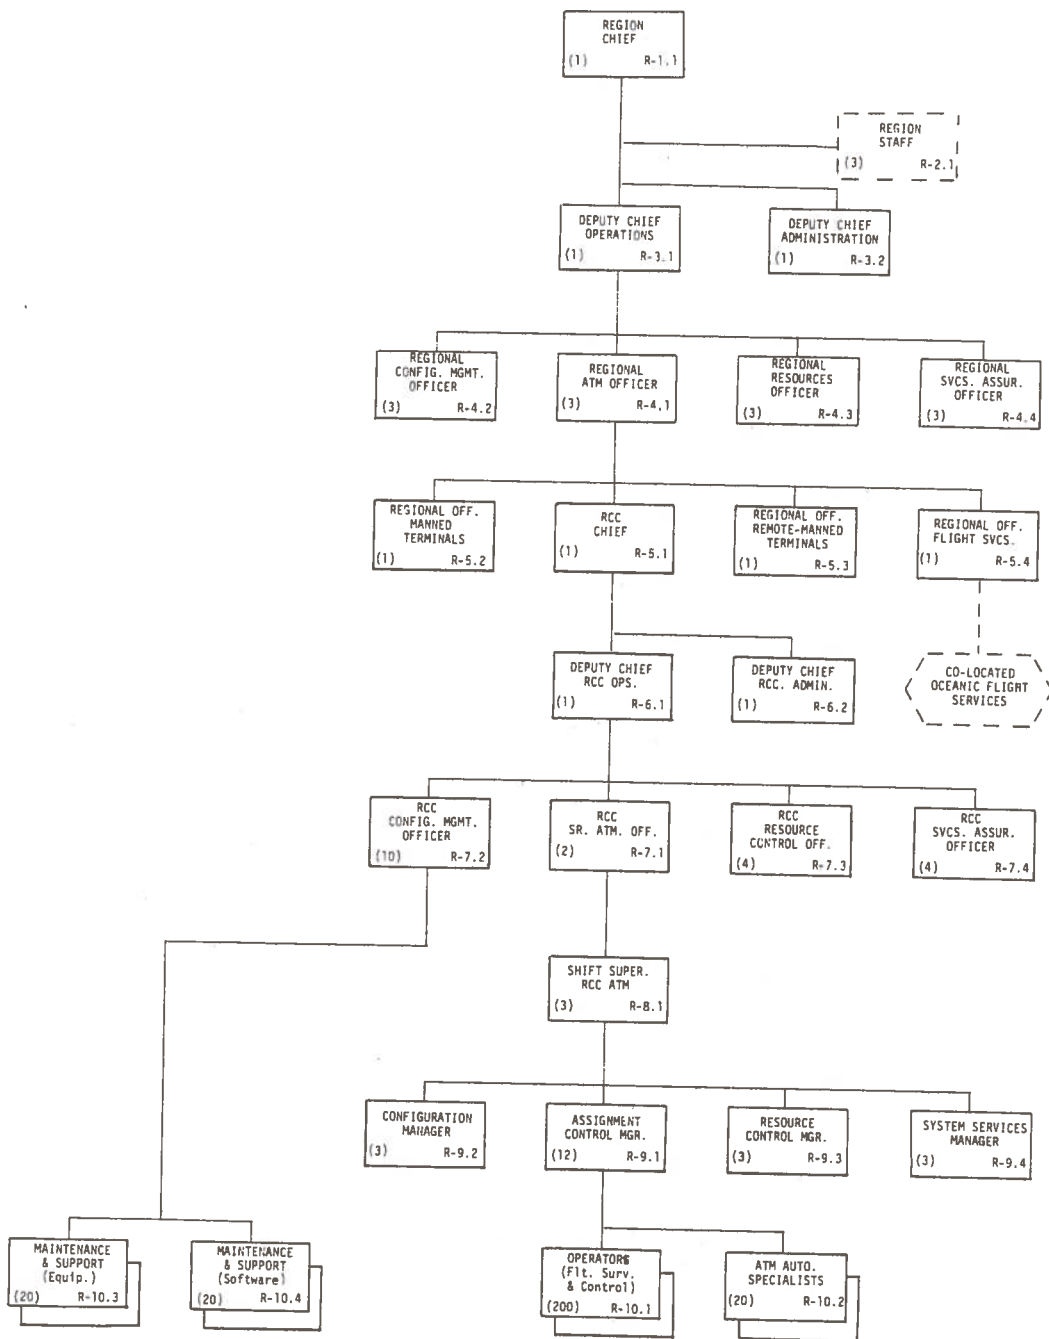 REGION
CHIEF
(1) R-1.1
REGION
STAFF
(3) R-2.1
DEPUTY CHIEF
OPERATIONS
(1) R-3.1
DEPUTY CHIEF
ADMINISTRATION
(1) R-3.2
REGIONAL
CONFIG. MGMT.
OFFICER
(3) R-4.2
REGIONAL
ATM OFFICER
(3) R-4.1
REGIONAL
RESOURCES
OFFICER
(3) R-4.3
REGIONAL
SVCS. ASSUR.
OFFICER
(3) R-4.4
REGIONAL OFF.
MANNED
TERMINALS
(1) R-5.2
RCC
CHIEF
(1) R-5.1
REGIONAL OFF.
REMOTE-MANNED
TERMINALS
(1) R-5.3
REGIONAL OFF.
FLIGHT SVCS.
(1) R-5.4
DEPUTY CHIEF
RCC OPS.
(1) R-6.1
DEPUTY CHIEF
RCC. ADMIN.
(1) R-6.2
CO-LOCATED
OCEANIC FLIGHT
SERVICES
RCC
CONFIG. MGMT.
OFFICER
(10) R-7.2
RCC
SR. ATM. OFF.
(2) R-7.1
RCC
RESOURCE
CONTROL OFF.
(4) R-7.3
RCC
SVCS. ASSUR.
OFFICER
(4) R-7.4
SHIFT SUPER.
RCC ATM
(3) R-8.1
CONFIGURATION
MANAGER
(3) R-9.2
ASSIGNMENT
CONTROL MGR.
(12) R-9.1
RESOURCE
CONTROL MGR.
(3) R-9.3
SYSTEM SERVICES
MANAGER
(3) R-9.4
MAINTENANCE
& SUPPORT
(Equip.)
(20) R-10.3
MAINTENANCE
& SUPPORT
(Software)
(20) R-10.4
OPERATORS
(Flt. Surv.
& Control)
(200) R-10.1
ATM AUTO.
SPECIALISTS
(20) R-10.2